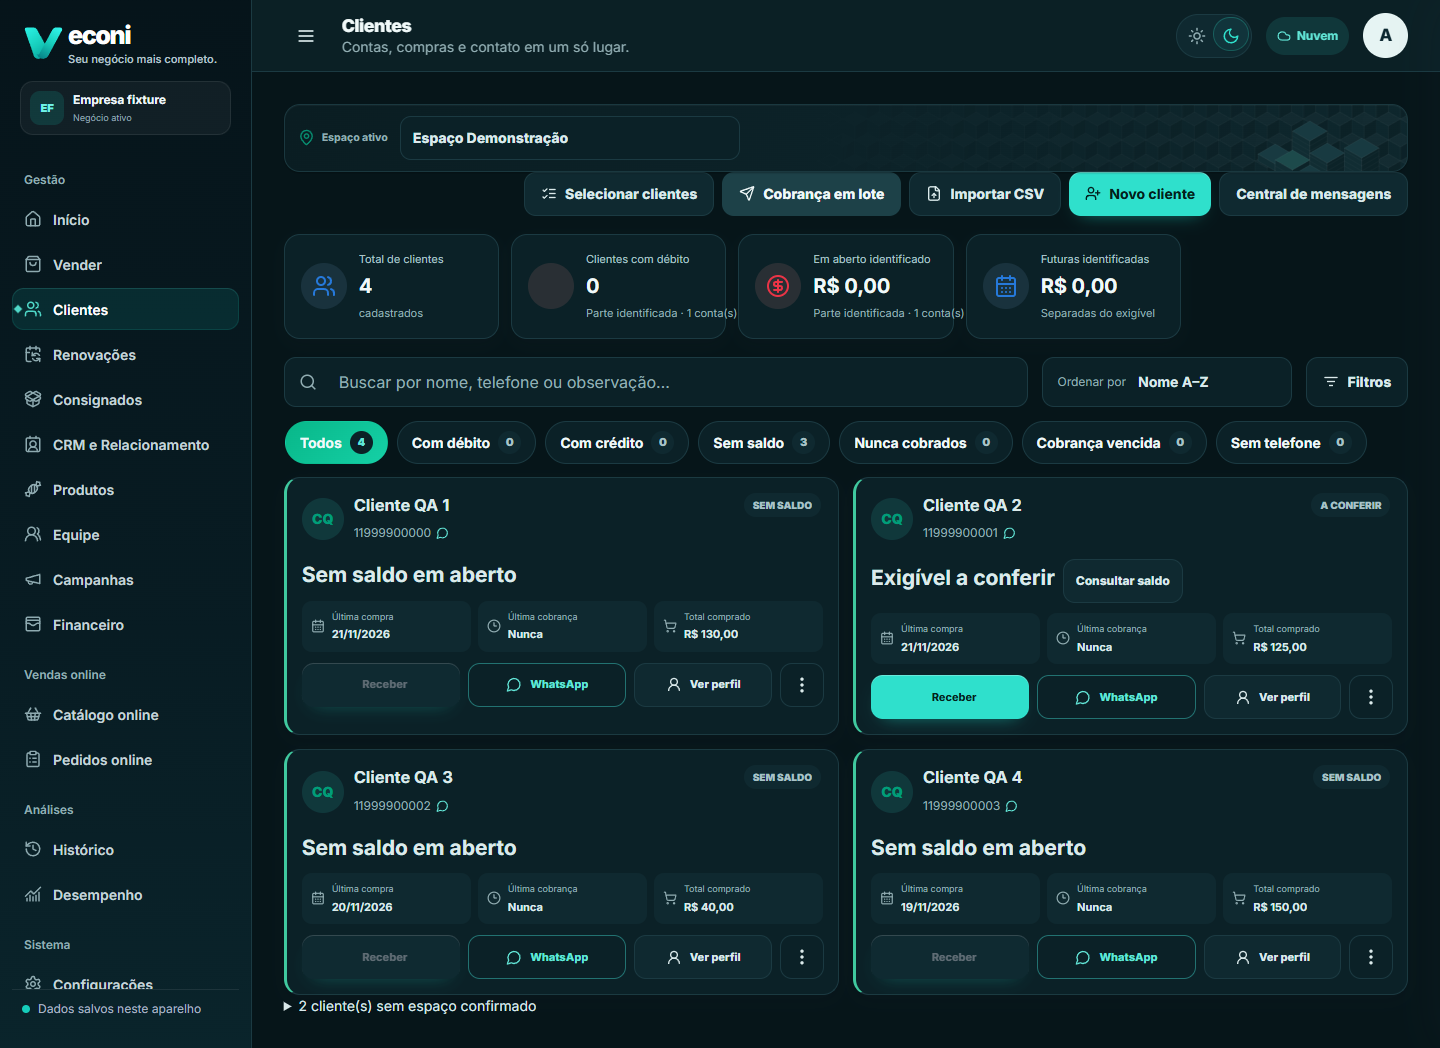 Veconi
Seu negócio mais completo.
EF
Empresa fixture
Negócio ativo
Gestão
Início
Vender
Clientes
Renovações
Consignados
CRM e Relacionamento
Produtos
Equipe
Campanhas
Financeiro
Vendas online
Catálogo online
Pedidos online
Análises
Histórico
Desempenho
Sistema
Configurações
Dados salvos neste aparelho
Clientes
Contas, compras e contato em um só lugar.
Nuvem
A
Espaço ativo
Espaço Demonstração
Selecionar clientes
Cobrança em lote
Importar CSV
Novo cliente
Central de mensagens
Total de clientes
4
cadastrados
Clientes com débito
0
Parte identificada · 1 conta(s)
Em aberto identificado
R$ 0,00
Parte identificada · 1 conta(s)
Futuras identificadas
R$ 0,00
Separadas do exigível
Buscar por nome, telefone ou observação...
Ordenar por Nome A–Z
Filtros
Todos 4
Com débito 0
Com crédito 0
Sem saldo 3
Nunca cobrados 0
Cobrança vencida 0
Sem telefone 0
CQ
Cliente QA 1
SEM SALDO
11999900000
Sem saldo em aberto
Última compra
21/11/2026
Última cobrança
Nunca
Total comprado
R$ 130,00
Receber
WhatsApp
Ver perfil
CQ
Cliente QA 2
A CONFERIR
11999900001
Exigível a conferir
Consultar saldo
Última compra
21/11/2026
Última cobrança
Nunca
Total comprado
R$ 125,00
Receber
WhatsApp
Ver perfil
CQ
Cliente QA 3
SEM SALDO
11999900002
Sem saldo em aberto
Última compra
20/11/2026
Última cobrança
Nunca
Total comprado
R$ 40,00
Receber
WhatsApp
Ver perfil
CQ
Cliente QA 4
SEM SALDO
11999900003
Sem saldo em aberto
Última compra
19/11/2026
Última cobrança
Nunca
Total comprado
R$ 150,00
Receber
WhatsApp
Ver perfil
2 cliente(s) sem espaço confirmado